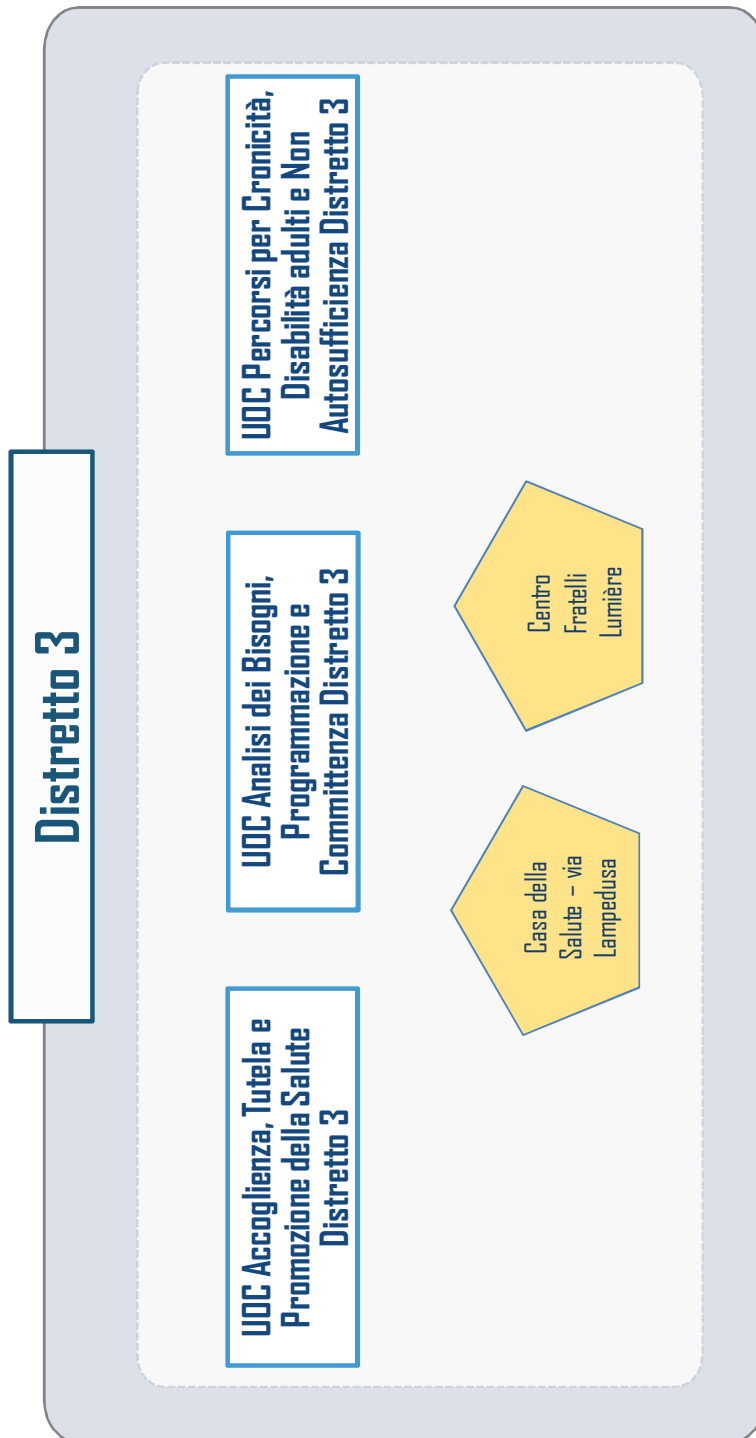 Distretto 3
UOC Accoglienza, Tutela e
Promozione della Salute
Distretto 3
UOC Analisi dei Bisogni,
Programmazione e
Committenza Distretto 3
UOC Percorsi per Cronicità,
Disabilità adulti e Non
Autosufficienza Distretto 3
Casa della
Salute – via
Lampedusa
Centro
Fratelli
Lumière